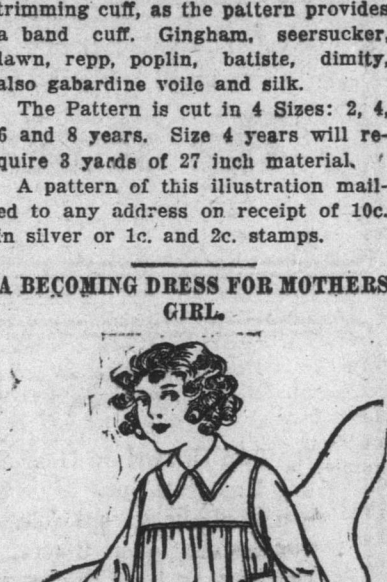 trimming cuff, as the pattern provides
a band cuff. Gingham, seersucker,
lawn, repp, poplin, batiste, dimity,
also gabardine voile and silk.
The Pattern is cut in 4 Sizes: 2, 4,
6 and 8 years. Size 4 years will re-
quire 3 yards of 27 inch material.
A pattern of this illustration mail-
ed to any address on receipt of 10c.
in silver or 1c. and 2c. stamps.
A BECOMING DRESS FOR MOTHERS
GIRL.